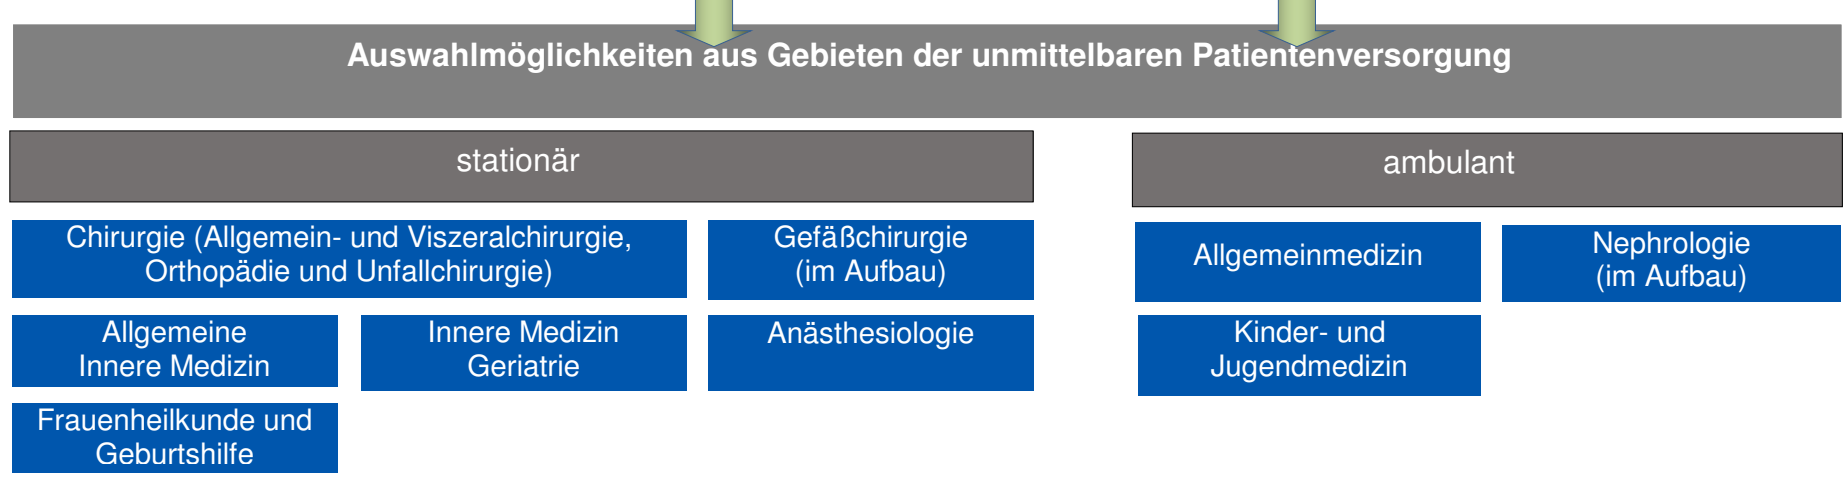 Auswahlmöglichkeiten aus Gebieten der unmittelbaren Patientenversorgung
stationär
Chirurgie (Allgemein- und Viszeralchirurgie,
Orthopädie und Unfallchirurgie)
Gefäßchirurgie
(im Aufbau)
Allgemeine
Innere Medizin
Innere Medizin
Geriatrie
Anästhesiologie
Frauenheilkunde und
Geburtshilfe
ambulant
Allgemeinmedizin
Nephrologie
(im Aufbau)
Kinder- und
Jugendmedizin